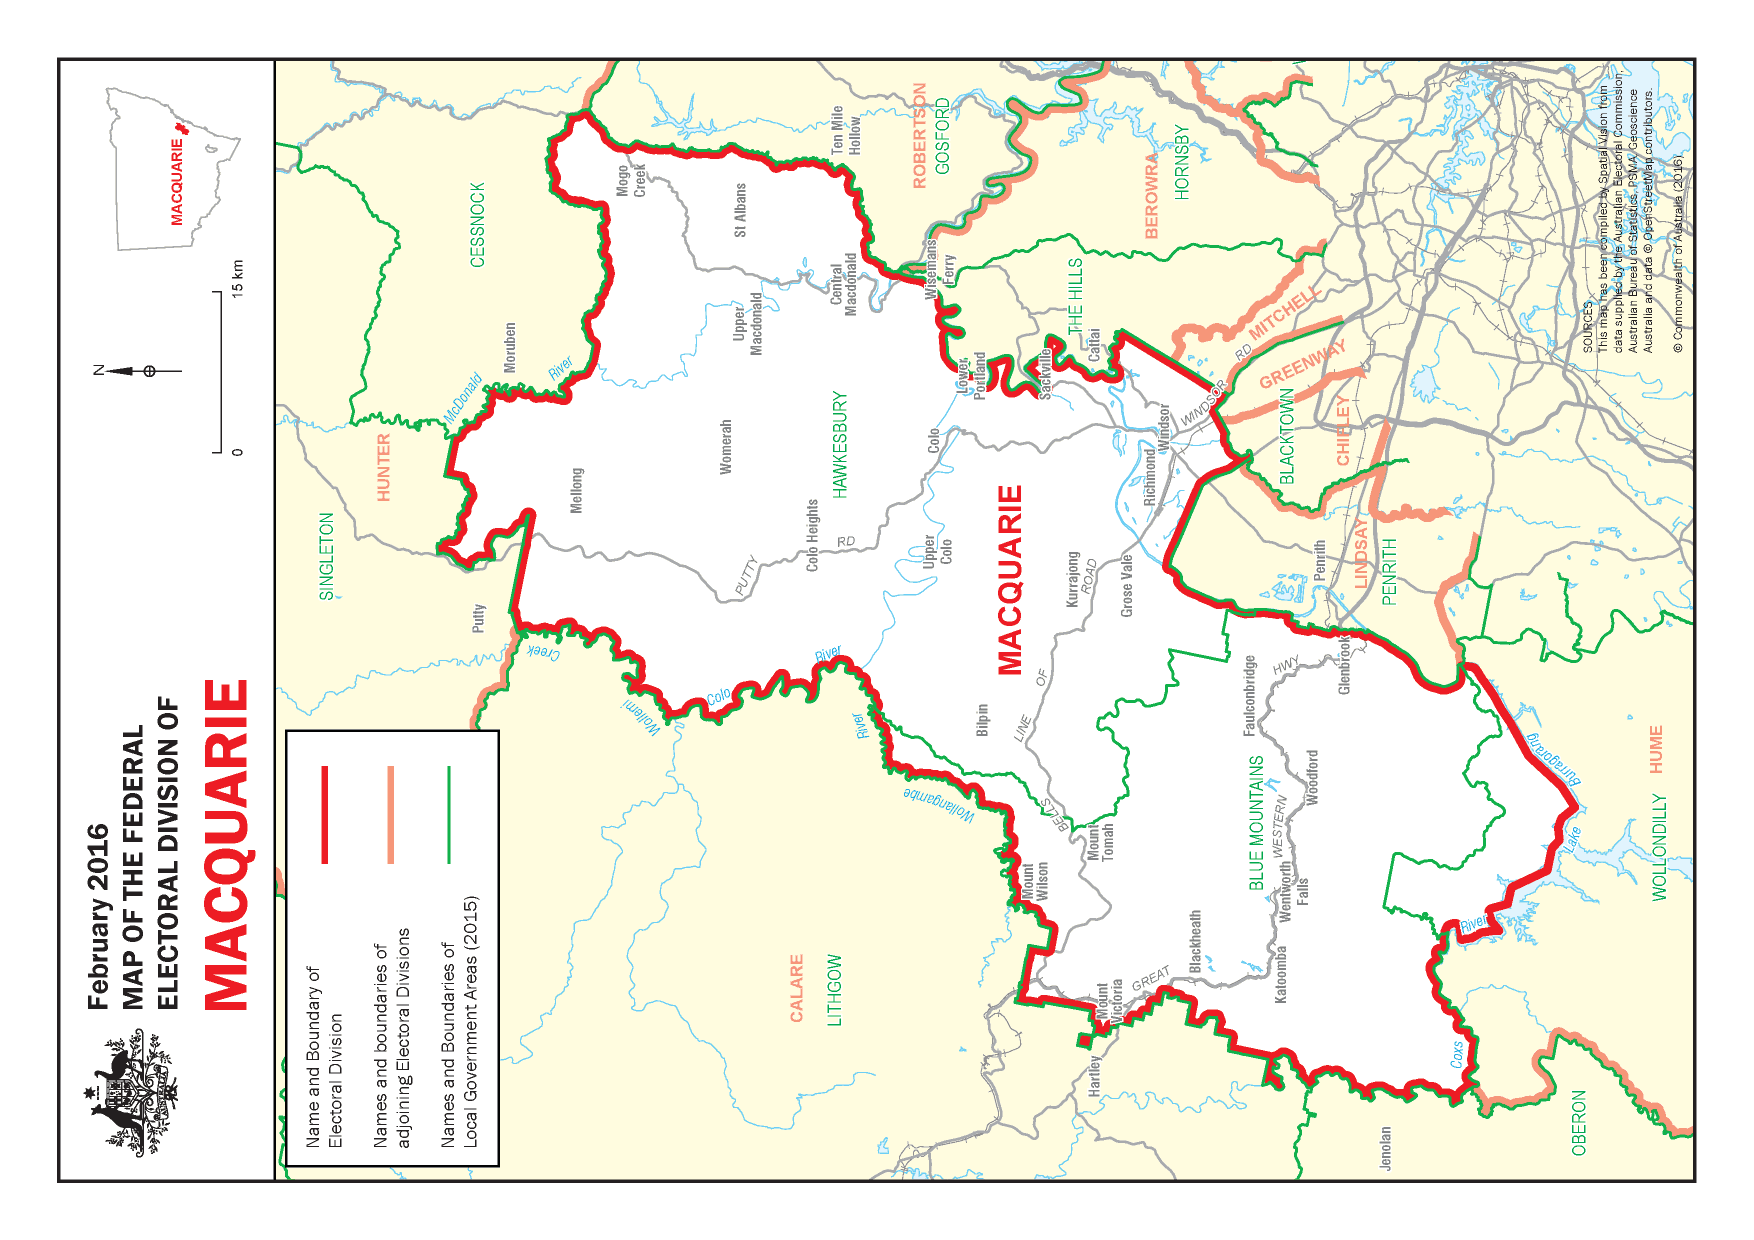 February 2016
MAP OF THE FEDERAL
ELECTORAL DIVISION OF
MACQUARIE
N
0
15 km
MACQUARIE
Name and Boundary of
Electoral Division
Names and boundaries of
adjoining Electoral Divisions
Names and Boundaries of
Local Government Areas (2015)
SINGLETON
HUNTER
CESSNOCK
McDonald
River
Moruben
Putty
Creek
Mellong
Mogo
Creek
St Albans
Ten Mile
Hollow
ROBERTSON
GOSFORD
Upper
Macdonald
Central
Macdonald
Womerah
HAWKESBURY
PUTTY
RD
Colo Heights
Wollemi
Colo
River
River
Wollangambe
Colo
Upper
Colo
Wisemans
Ferry
Lower
Portland
Sackville
Cattai
THE HILLS
BEROWRA
HORNSBY
MITCHELL
RD
WINDSOR
GREENWAY
BLACKTOWN
CHIFLEY
Windsor
Richmond
MACQUARIE
Kurrajong
ROAD
OF
LINE
BELLS
Grose Vale
Bilpin
Penrith
LINDSAY
PENRITH
Glenbrook
HWY
Faulconbridge
Woodford
BLUE MOUNTAINS
WESTERN
Wentworth
Falls
Katoomba
Blackheath
GREAT
Mount
Victoria
Mount
Wilson
Mount
Tomah
Hartley
CALARE
LITHGOW
Jenolan
Coxs
River
Lake
Burragorang
OBERON
HUME
WOLLONDILLY
SOURCES
This map has been compiled by Spatial Vision from
data supplied by the Australian Electoral Commission,
Australian Bureau of Statistics, PSMA, Geoscience
Australia and data © OpenStreetMap contributors.
© Commonwealth of Australia (2016)